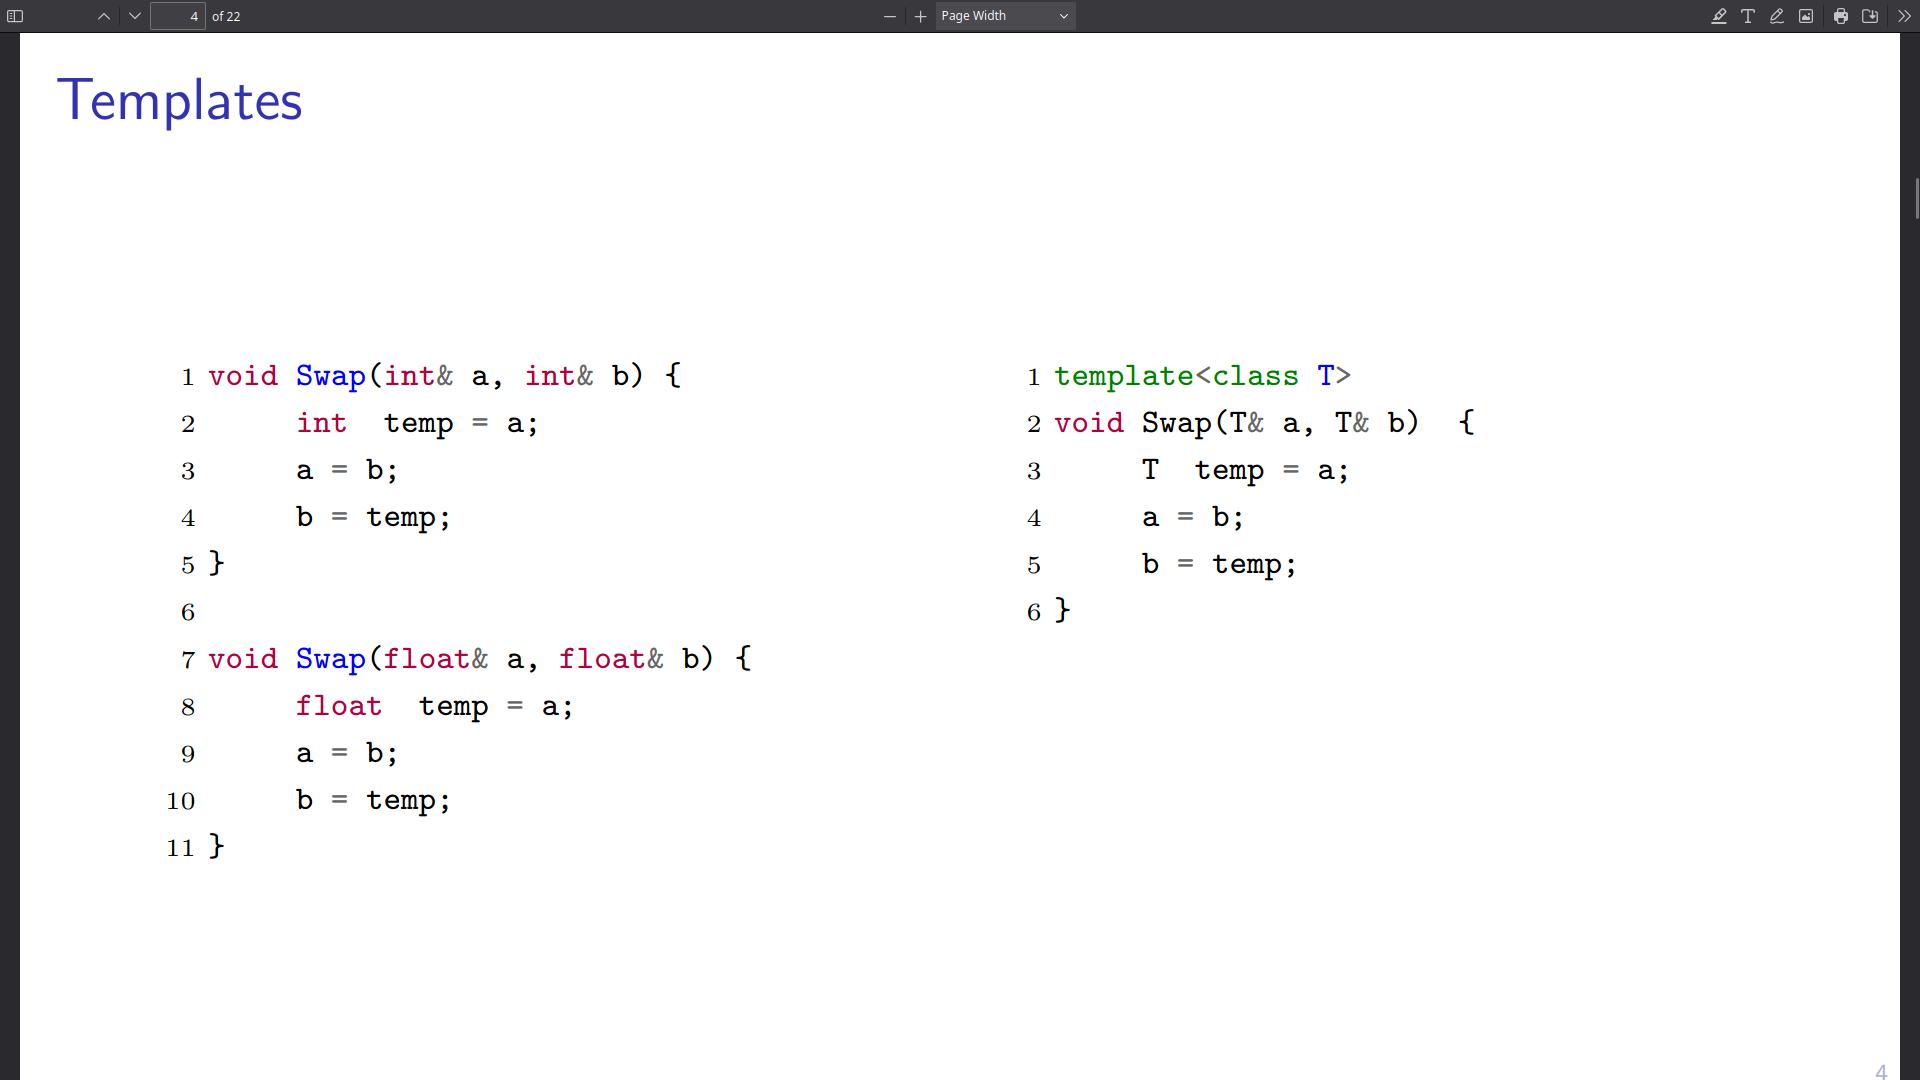 4 of 22
Page Width
Templates
1 void Swap(int& a, int& b) {
2     int  temp = a;
3     a = b;
4     b = temp;
5 }
6
7 void Swap(float& a, float& b) {
8     float  temp = a;
9     a = b;
10     b = temp;
11 }
1 template<class T>
2 void Swap(T& a, T& b)  {
3     T  temp = a;
4     a = b;
5     b = temp;
6 }
4